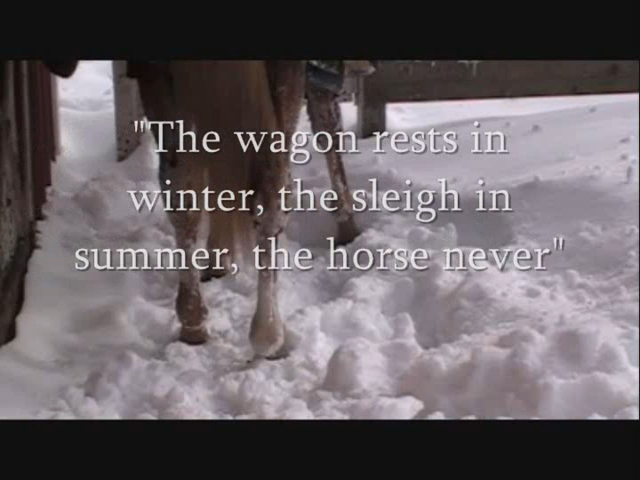 "The wagon rests in
winter, the sleigh in
summer, the horse never"